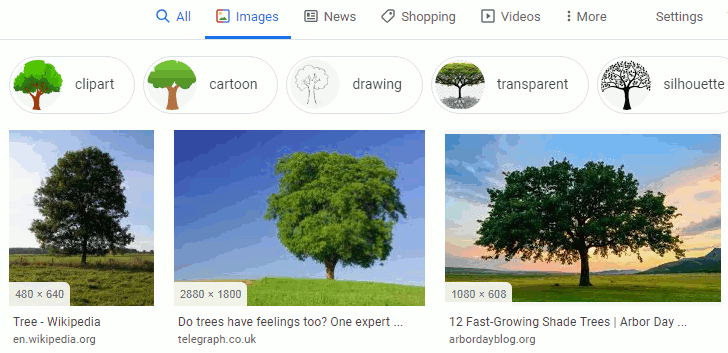 All Images News Shopping Videos More Settings
clipart cartoon drawing transparent silhouette
480 × 640 2880 × 1800 1080 × 608
Tree - Wikipedia Do trees have feelings too? One expert ... 12 Fast-Growing Shade Trees | Arbor Day ...
en.wikipedia.org telegraph.co.uk arbordayblog.org